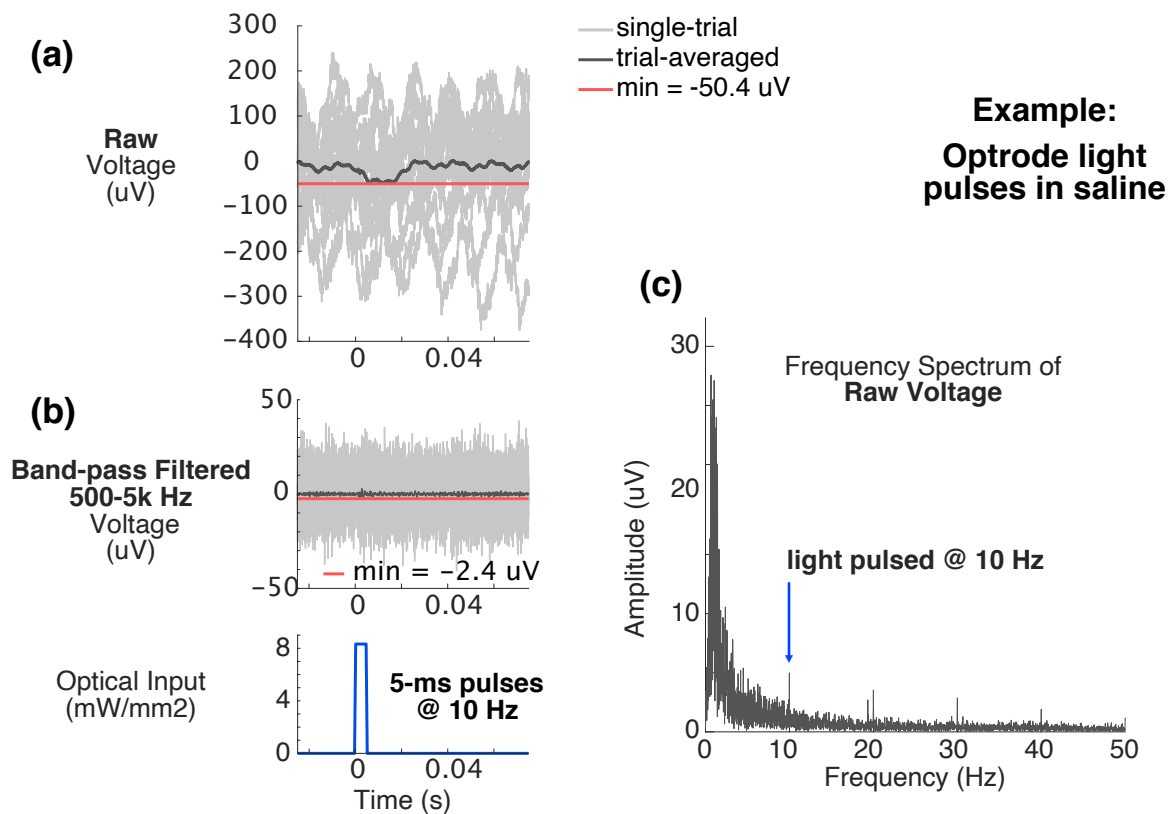 (a)
Raw
Voltage
(uV)
300
200
100
0
−100
−200
−300
−400
0
0.04
single-trial
trial-averaged
min = -50.4 uV
Example:
Optrode light
pulses in saline
(b)
Band-pass Filtered
500-5k Hz
Voltage
(uV)
50
0
−50
min = −2.4 uV
0
0.04
Optical Input
(mW/mm2)
8
4
0
5-ms pulses
@ 10 Hz
0
0.04
Time (s)
(c)
Frequency Spectrum of
Raw Voltage
Amplitude (uV)
30
20
10
0
light pulsed @ 10 Hz
0
10
20
30
40
50
Frequency (Hz)